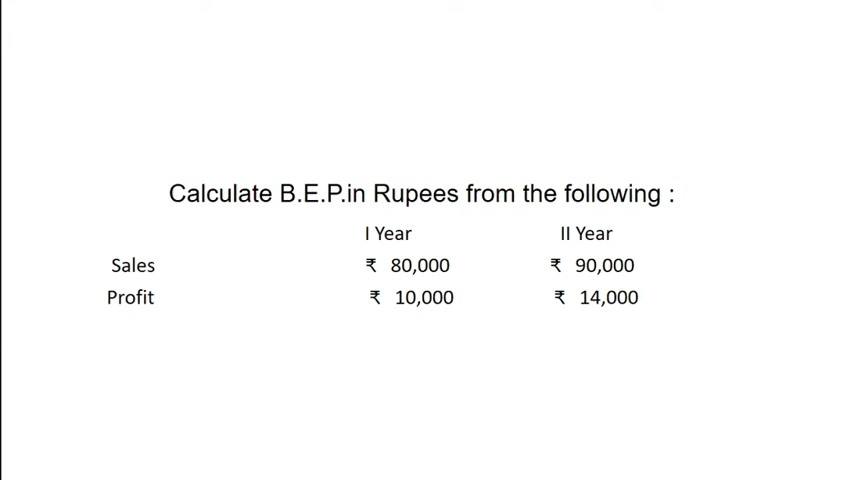 Calculate B.E.P.in Rupees from the following :
I Year II Year
Sales ₹ 80,000 ₹ 90,000
Profit ₹ 10,000 ₹ 14,000